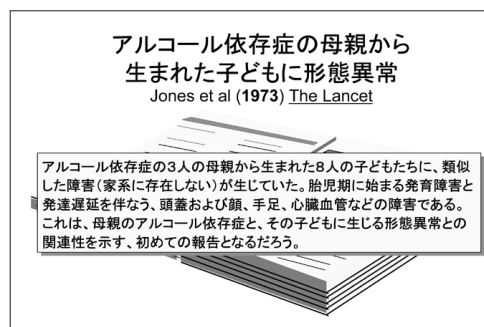 アルコール依存症の母親から
生まれた子どもに形態異常
Jones et al (1973) The Lancet
アルコール依存症の３人の母親から生まれた８人の子どもたちに、類似
した障害（家系に存在しない）が生じていた。胎児期に始まる発育障害と
発達遅延を伴なう、頭蓋および顔、手足、心臓血管などの障害である。
これは、母親のアルコール依存症と、その子どもに生じる形態異常との
関連性を示す、初めての報告となるだろう。